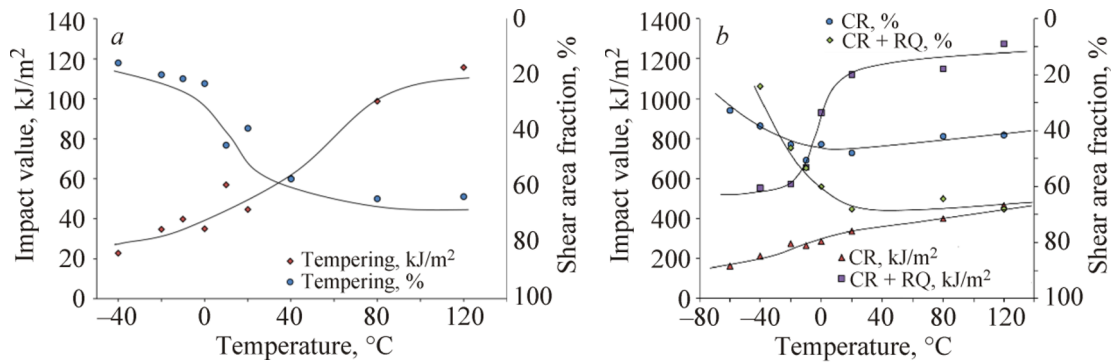 a
Impact value, kJ/m²
140
120
100
80
60
40
20
0
–40
0
40
80
120
Temperature, °C
0
20
40
60
80
100
Shear area fraction, %
Tempering, kJ/m²
Tempering, %
b
Impact value, kJ/m²
1400
1200
1000
800
600
400
200
0
–80
–40
0
40
80
120
Temperature, °C
0
20
40
60
80
100
Shear area fraction, %
CR, %
CR + RQ, %
CR, kJ/m²
CR + RQ, kJ/m²